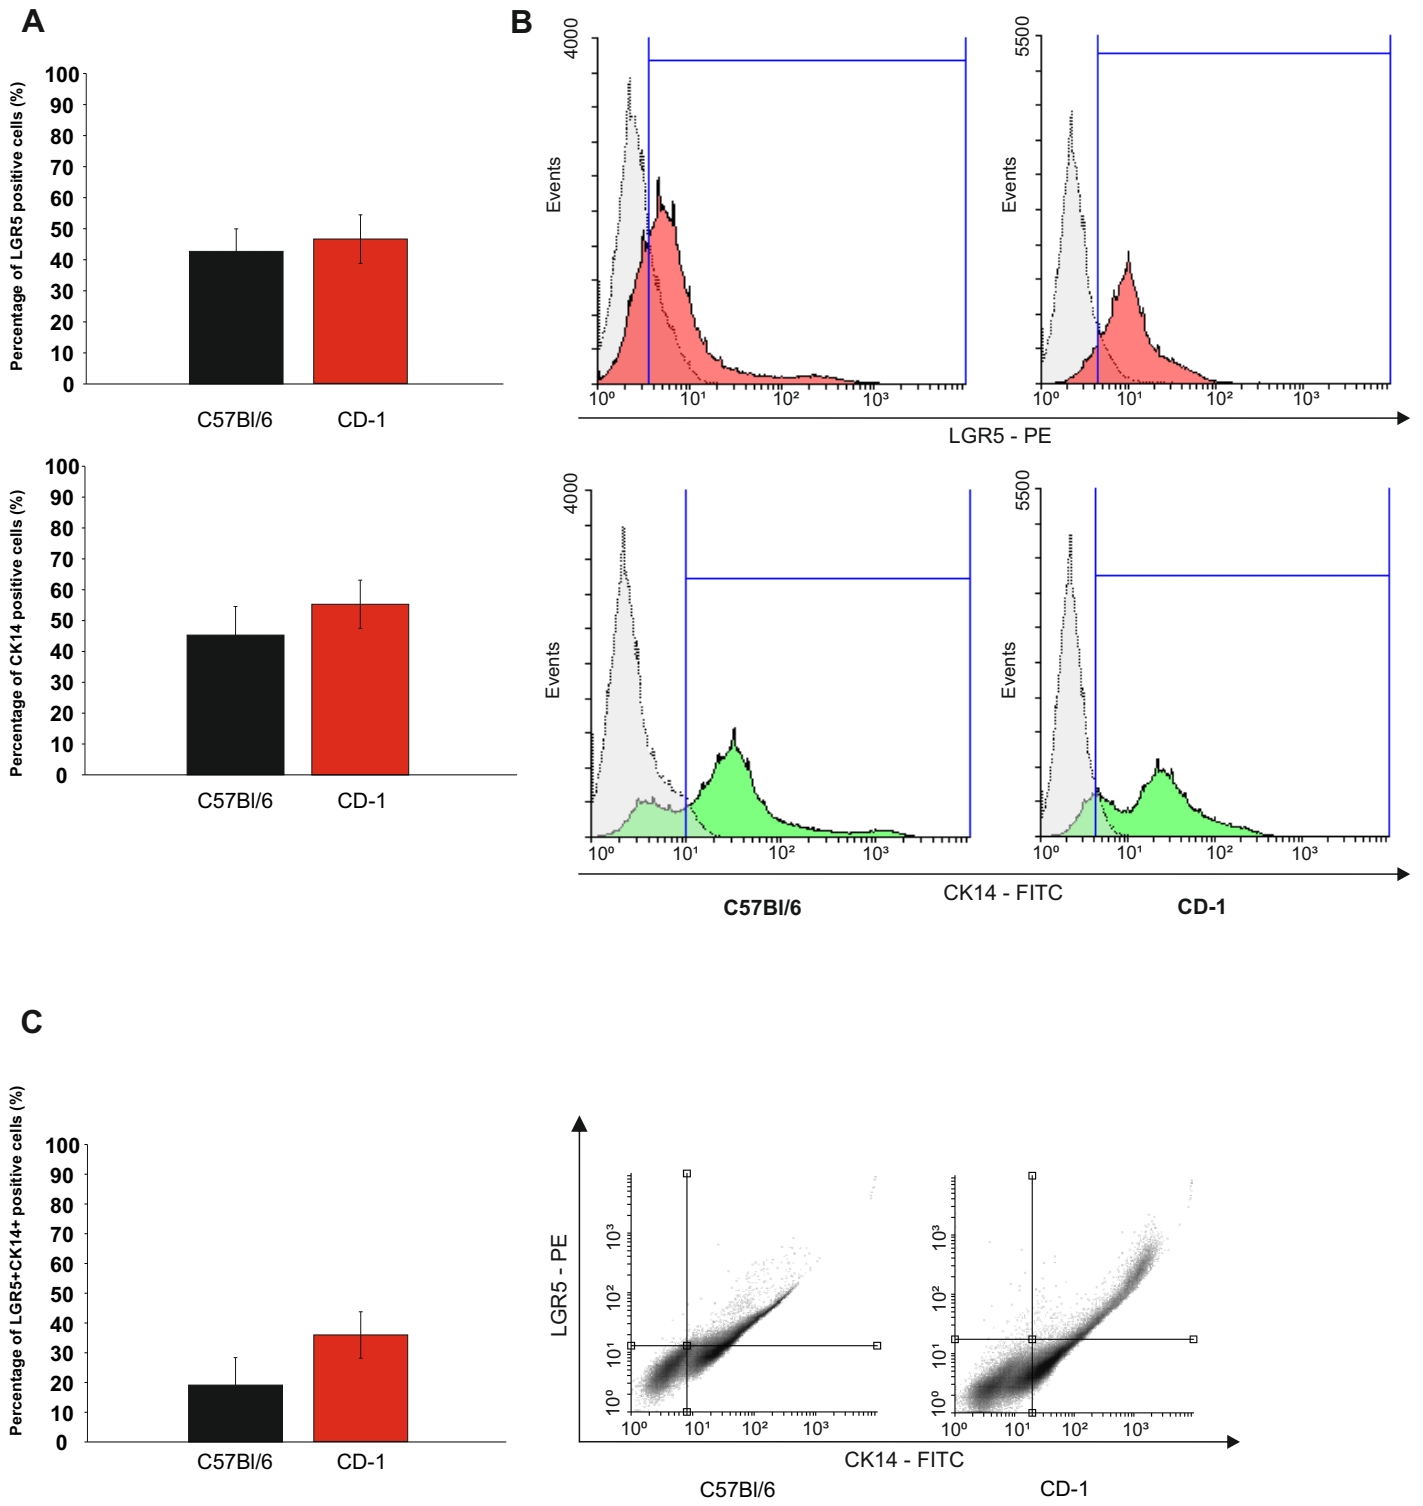 A
B
Percentage of LGR5 positive cells (%)
100
90
80
70
60
50
40
30
20
10
0
C57Bl/6 CD-1
4000
Events
10⁰ 10¹ 10² 10³
5500
Events
10⁰ 10¹ 10² 10³
LGR5 - PE
Percentage of CK14 positive cells (%)
100
90
80
70
60
50
40
30
20
10
0
C57Bl/6 CD-1
4000
Events
10⁰ 10¹ 10² 10³
5500
Events
10⁰ 10¹ 10² 10³
CK14 - FITC
C57Bl/6 CD-1
C
Percentage of LGR5+CK14+ positive cells (%)
100
90
80
70
60
50
40
30
20
10
0
C57Bl/6 CD-1
LGR5 - PE
10³
10²
10¹
10⁰
10⁰ 10¹ 10² 10³
10³
10²
10¹
10⁰
10⁰ 10¹ 10² 10³
CK14 - FITC
C57Bl/6 CD-1